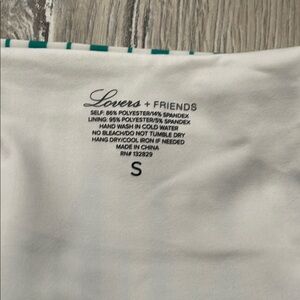 Lovers + FRIENDS
SELF: 86% POLYESTER/14% SPANDEX
LINING: 95% POLYESTER/5% SPANDEX
HAND WASH IN COLD WATER
NO BLEACH/DO NOT TUMBLE DRY
HANG DRY/COOL IRON IF NEEDED
MADE IN CHINA
RN# 132829
S